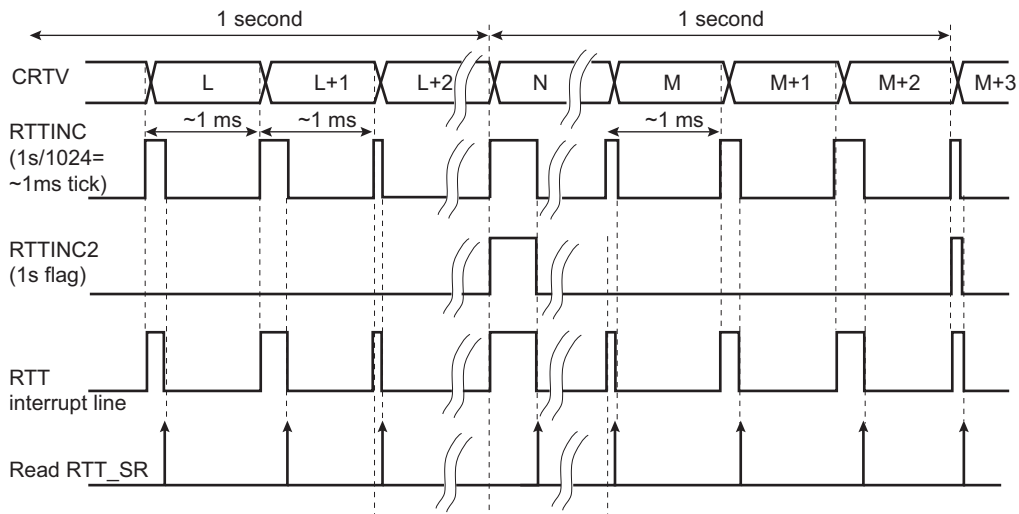 1 second 1 second
CRTV L L+1 L+2 N M M+1 M+2 M+3
~1 ms ~1 ms ~1 ms
RTTINC
(1s/1024=
~1ms tick)
RTTINC2
(1s flag)
RTT
interrupt line
Read RTT_SR